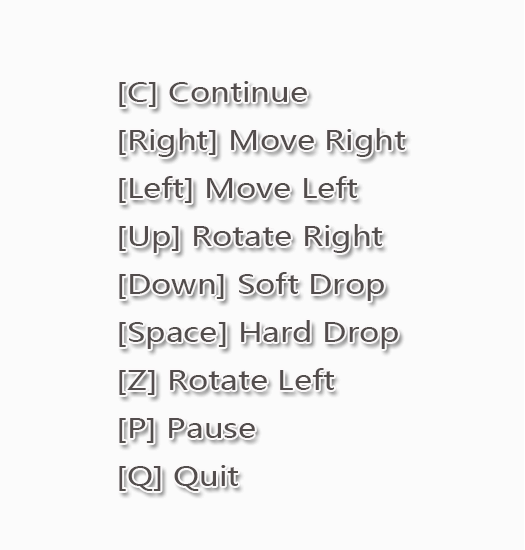 [C] Continue
[Right] Move Right
[Left] Move Left
[Up] Rotate Right
[Down] Soft Drop
[Space] Hard Drop
[Z] Rotate Left
[P] Pause
[Q] Quit